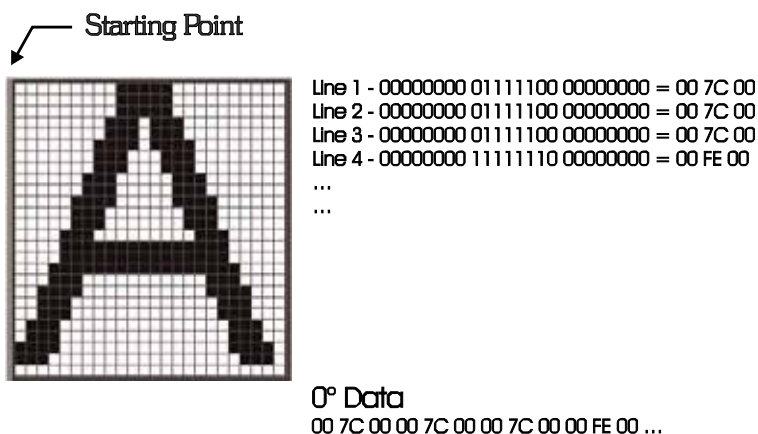 Starting Point
Line 1 - 00000000 01111100 00000000 = 00 7C 00
Line 2 - 00000000 01111100 00000000 = 00 7C 00
Line 3 - 00000000 01111100 00000000 = 00 7C 00
Line 4 - 00000000 11111110 00000000 = 00 FE 00
...
...
0° Data
00 7C 00 00 7C 00 00 7C 00 00 FE 00 ...